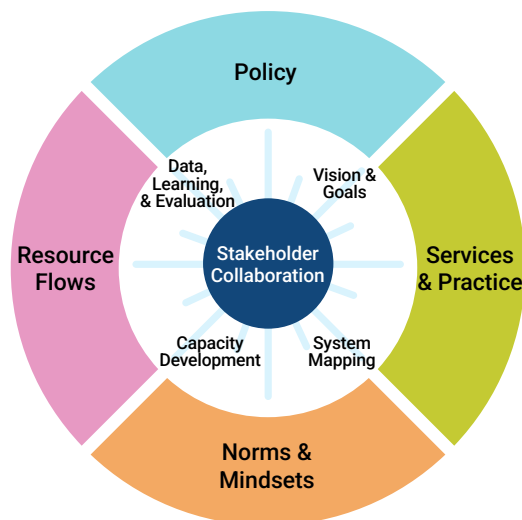 Policy
Data,
Learning,
& Evaluation
Vision &
Goals
Resource
Flows
Stakeholder
Collaboration
Services
& Practice
Capacity
Development
System
Mapping
Norms &
Mindsets